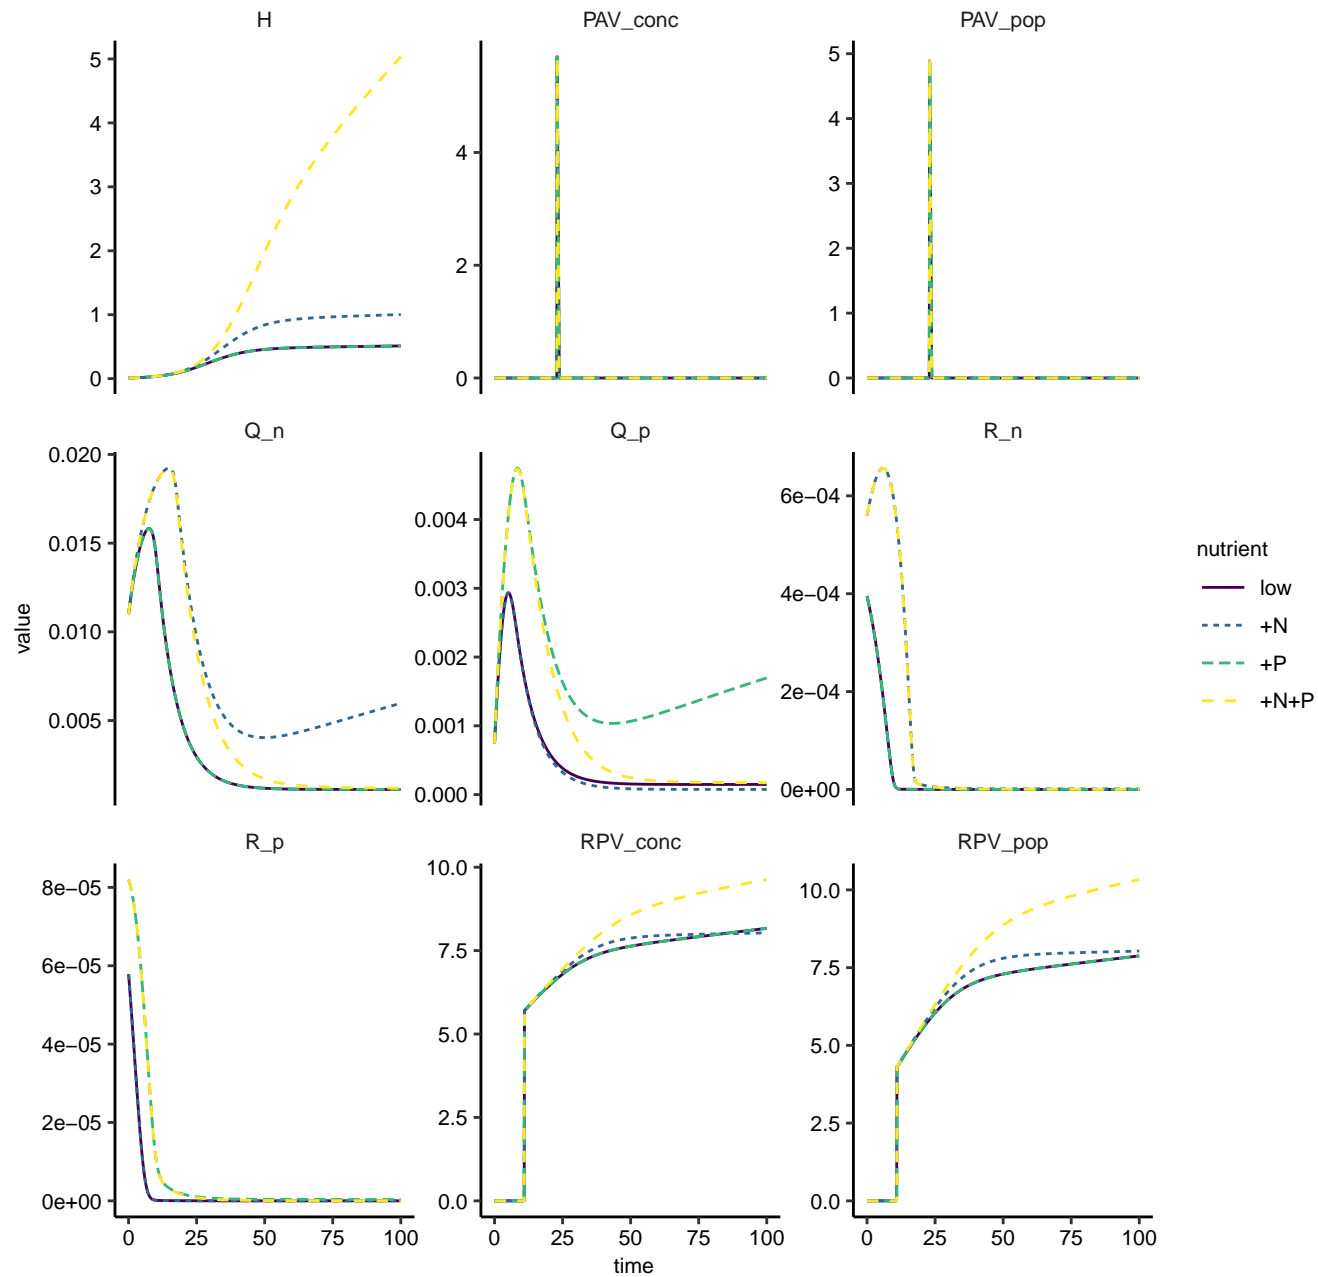 H
PAV_conc
PAV_pop
5
4
3
2
1
0
4
2
0
5
4
3
2
1
0
Q_n
Q_p
R_n
0.020
0.015
0.010
0.005
0.004
0.003
0.002
0.001
0.000
6e−04
4e−04
2e−04
0e+00
value
nutrient
low
+N
+P
+N+P
R_p
RPV_conc
RPV_pop
8e−05
6e−05
4e−05
2e−05
0e+00
10.0
7.5
5.0
2.5
0.0
10.0
7.5
5.0
2.5
0.0
0 25 50 75 100
0 25 50 75 100
0 25 50 75 100
time